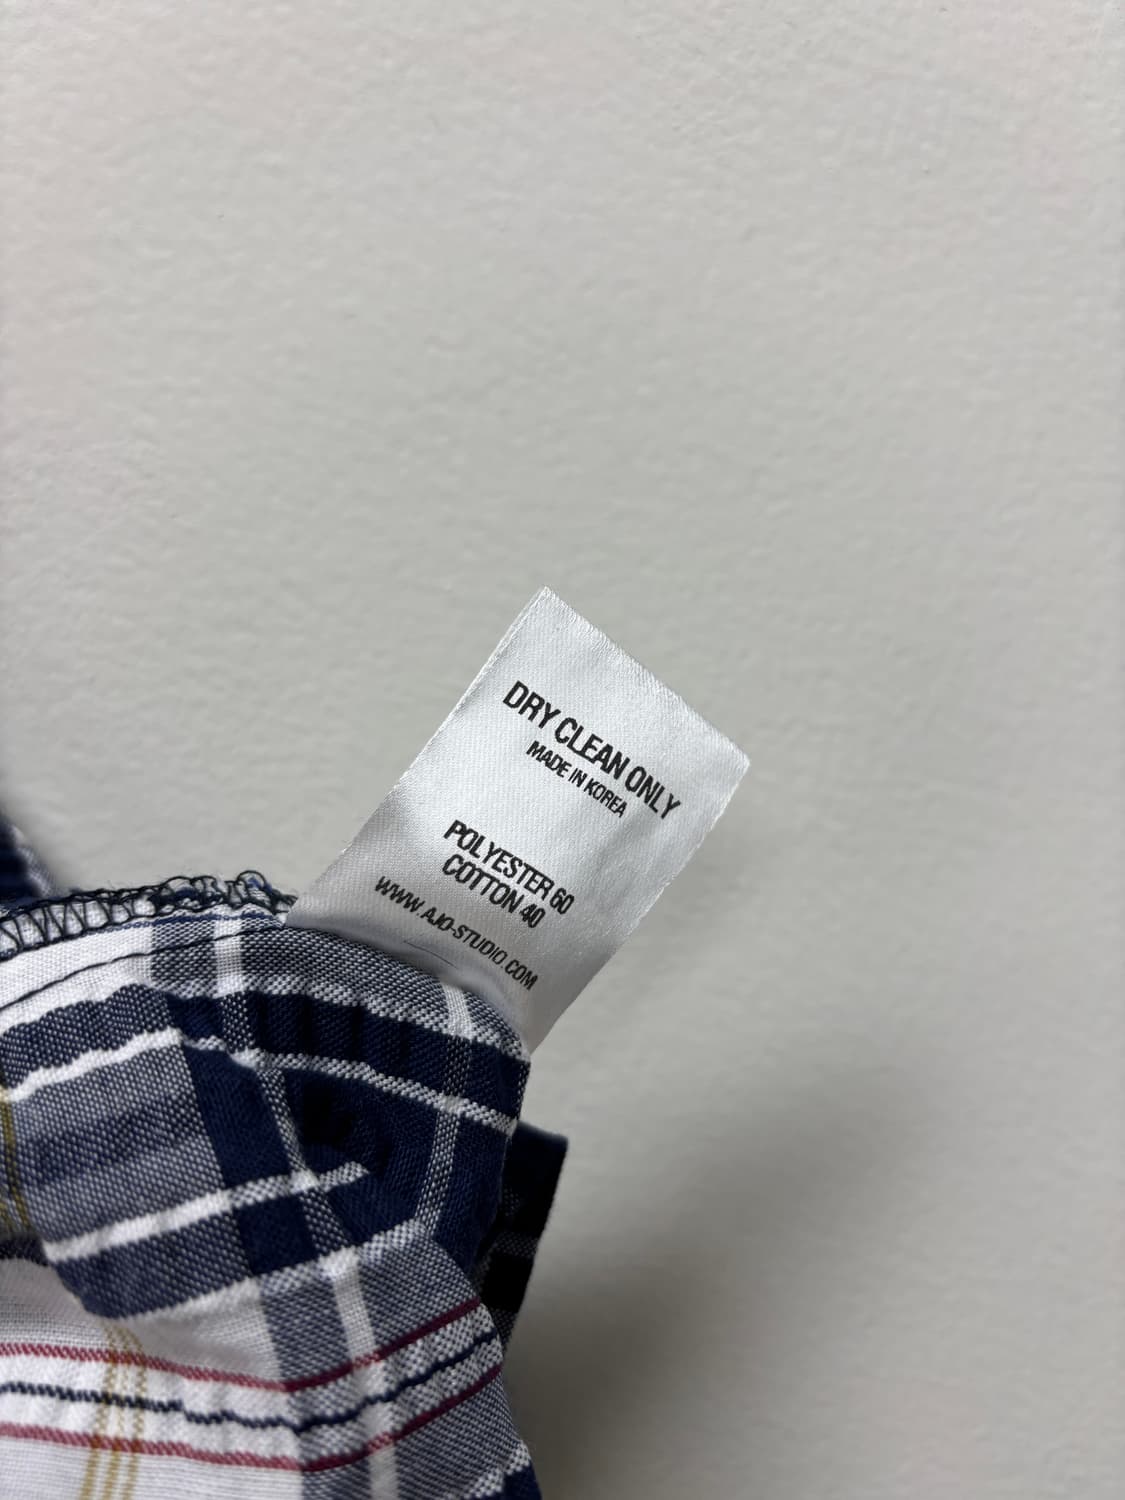 DRY CLEAN ONLY
MADE IN KOREA
POLYESTER 60
COTTON 40
WWW.AJO-STUDIO.COM